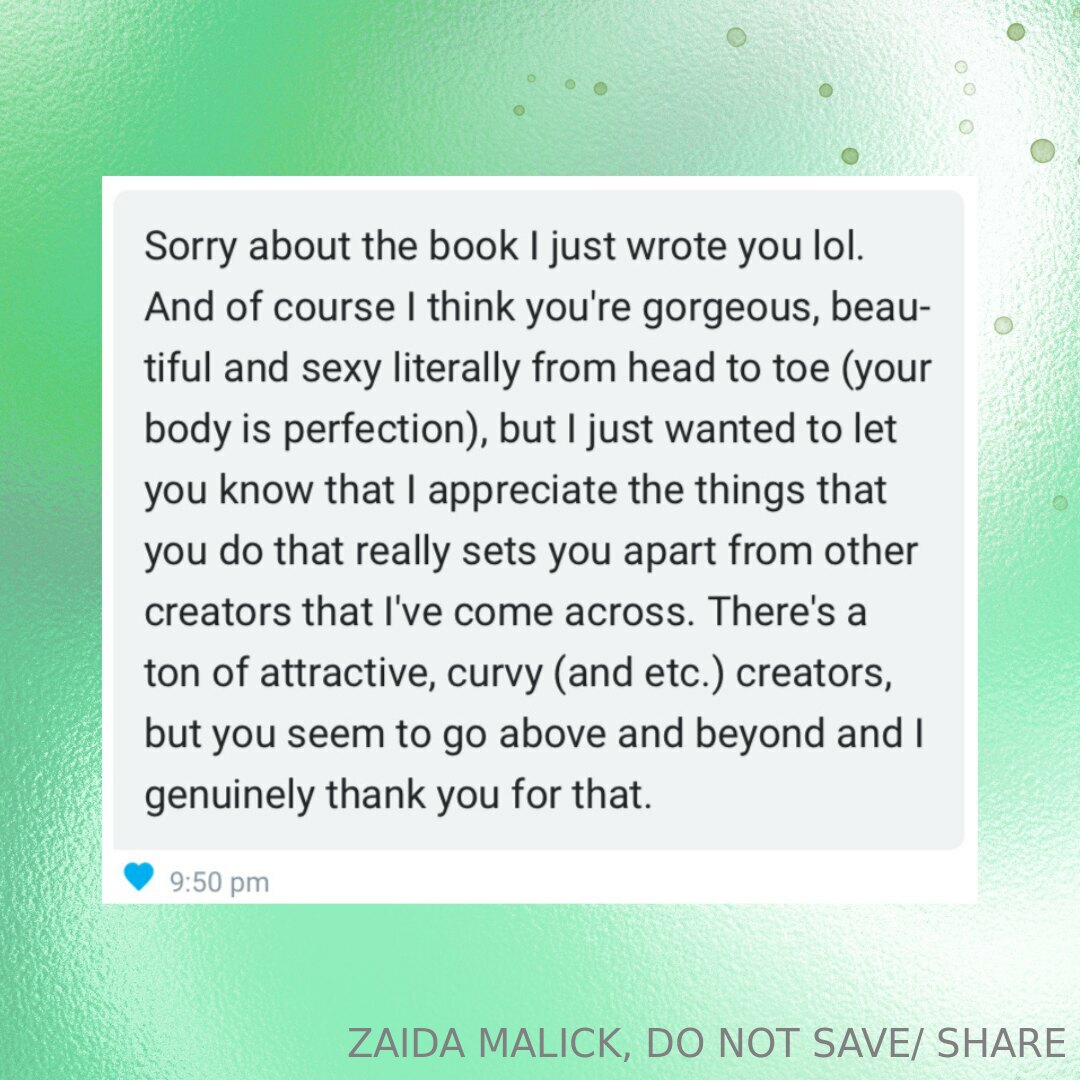 Sorry about the book I just wrote you lol.
And of course I think you're gorgeous, beau-
tiful and sexy literally from head to toe (your
body is perfection), but I just wanted to let
you know that I appreciate the things that
you do that really sets you apart from other
creators that I've come across. There's a
ton of attractive, curvy (and etc.) creators,
but you seem to go above and beyond and I
genuinely thank you for that.
9:50 pm
ZAIDA MALICK, DO NOT SAVE/ SHARE